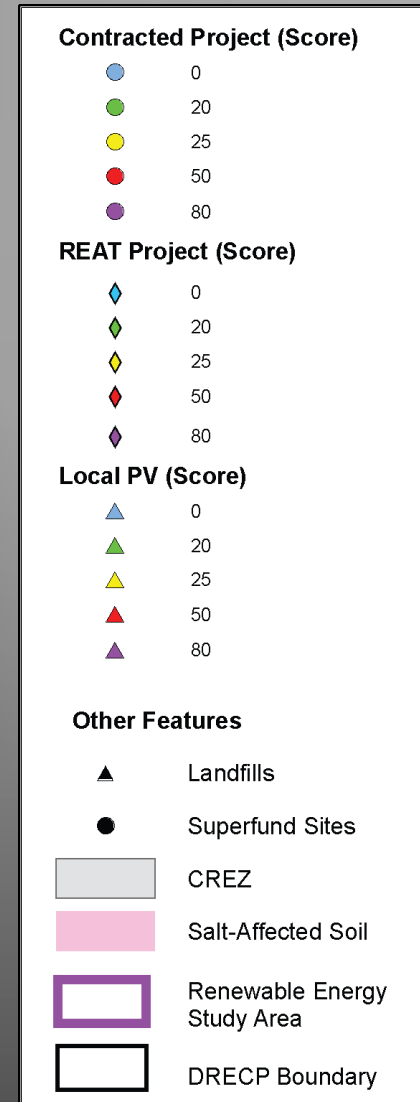 Contracted Project (Score)
0
20
25
50
80
REAT Project (Score)
0
20
25
50
80
Local PV (Score)
0
20
25
50
80
Other Features
Landfills
Superfund Sites
CREZ
Salt-Affected Soil
Renewable Energy
Study Area
DRECP Boundary